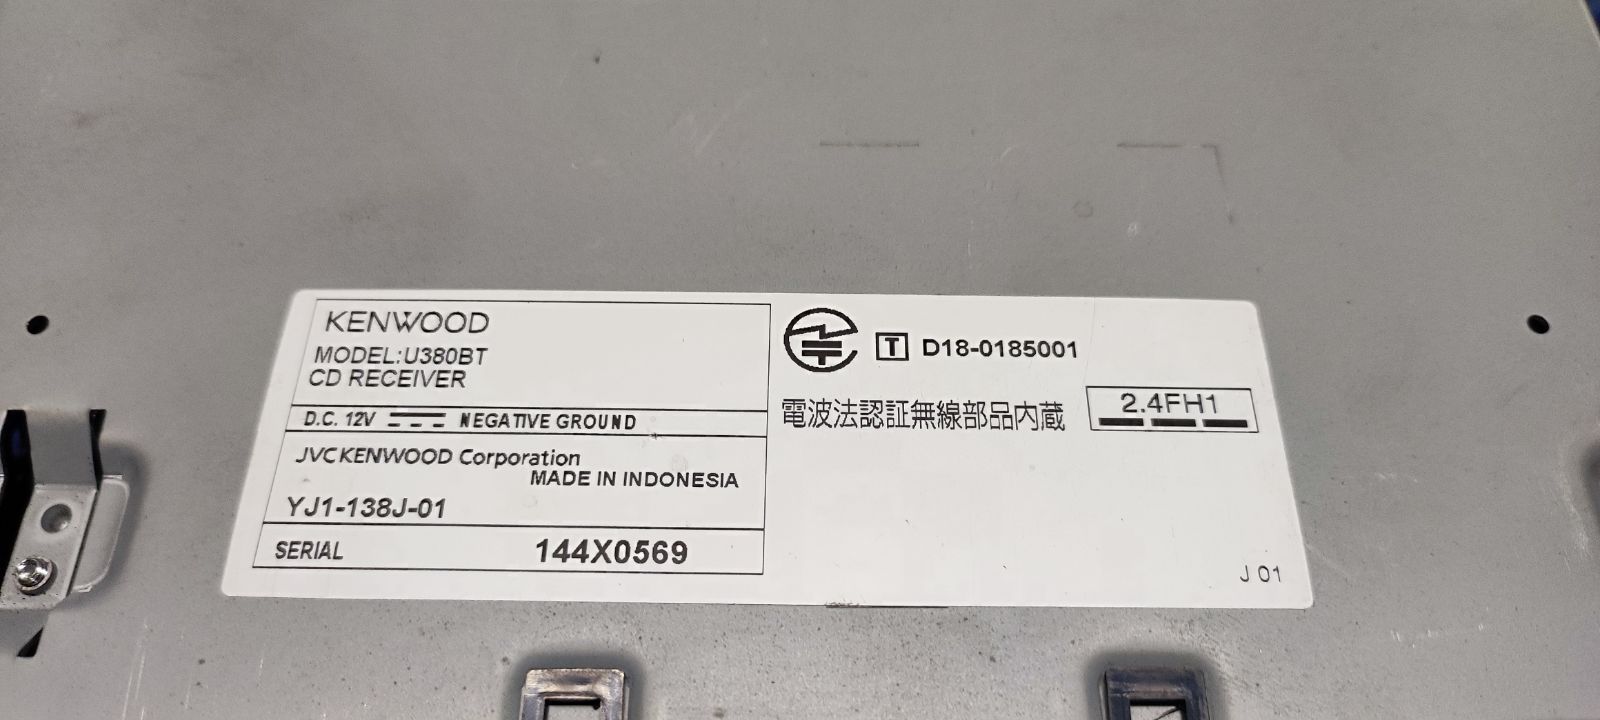 KENWOOD
MODEL:U380BT
CD RECEIVER
D.C. 12V NEGATIVE GROUND
JVCKENWOOD Corporation
MADE IN INDONESIA
YJ1-138J-01
SERIAL 144X0569
T D18-0185001
電波法認証無線部品内蔵 2.4FH1
J 01